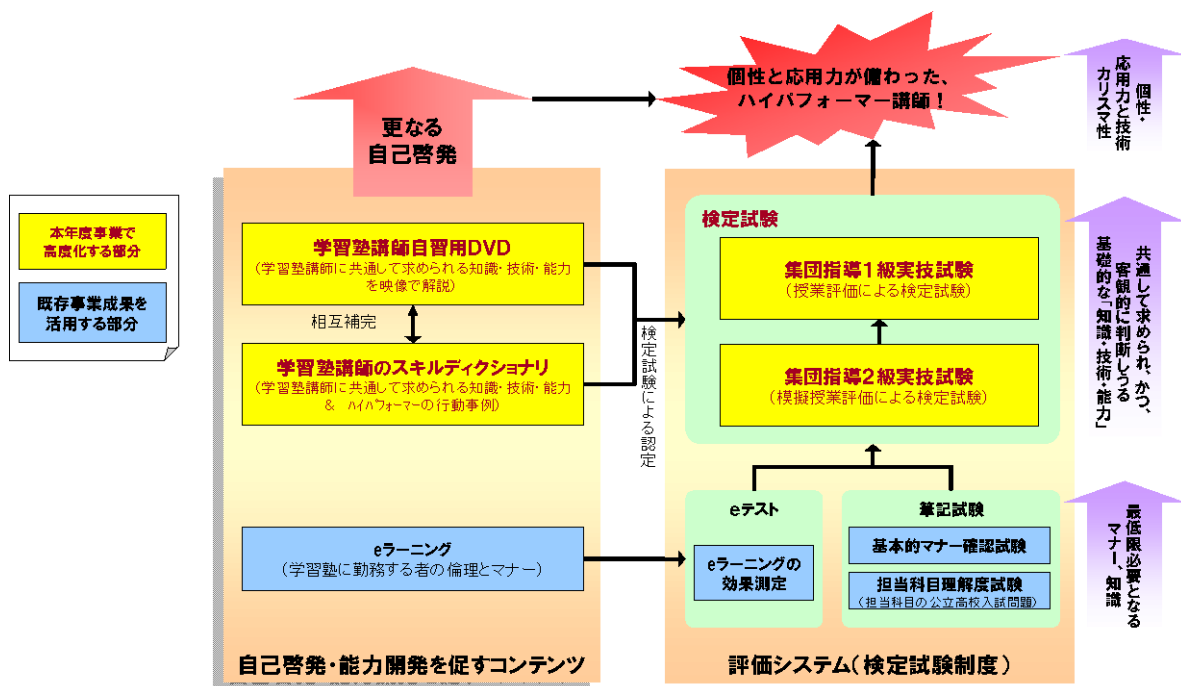 個性と応用力が備わった、
ハイパフォーマー講師！
個性・
応用力と技術
カリスマ性
更なる
自己啓発
本年度事業で
高度化する部分
既存事業成果を
活用する部分
学習塾講師自習用DVD
(学習塾講師に共通して求められる知識・技術・能力
を映像で解説)
相互補完
学習塾講師のスキルディクショナリ
(学習塾講師に共通して求められる知識・技術・能力
& ﾊｲﾊﾟﾌｫｰﾏｰの行動事例)
検定試験による認定
eラーニング
(学習塾に勤務する者の倫理とマナー)
自己啓発・能力開発を促すコンテンツ
検定試験
集団指導1級実技試験
(授業評価による検定試験)
集団指導2級実技試験
(模擬授業評価による検定試験)
eテスト
eラーニングの
効果測定
筆記試験
基本的マナー確認試験
担当科目理解度試験
(担当科目の公立高校入試問題)
評価システム(検定試験制度)
共通して求められ、かつ、
客観的に判断しうる
基礎的な「知識・技術・能力」
最低限必要となる
マナー、知識